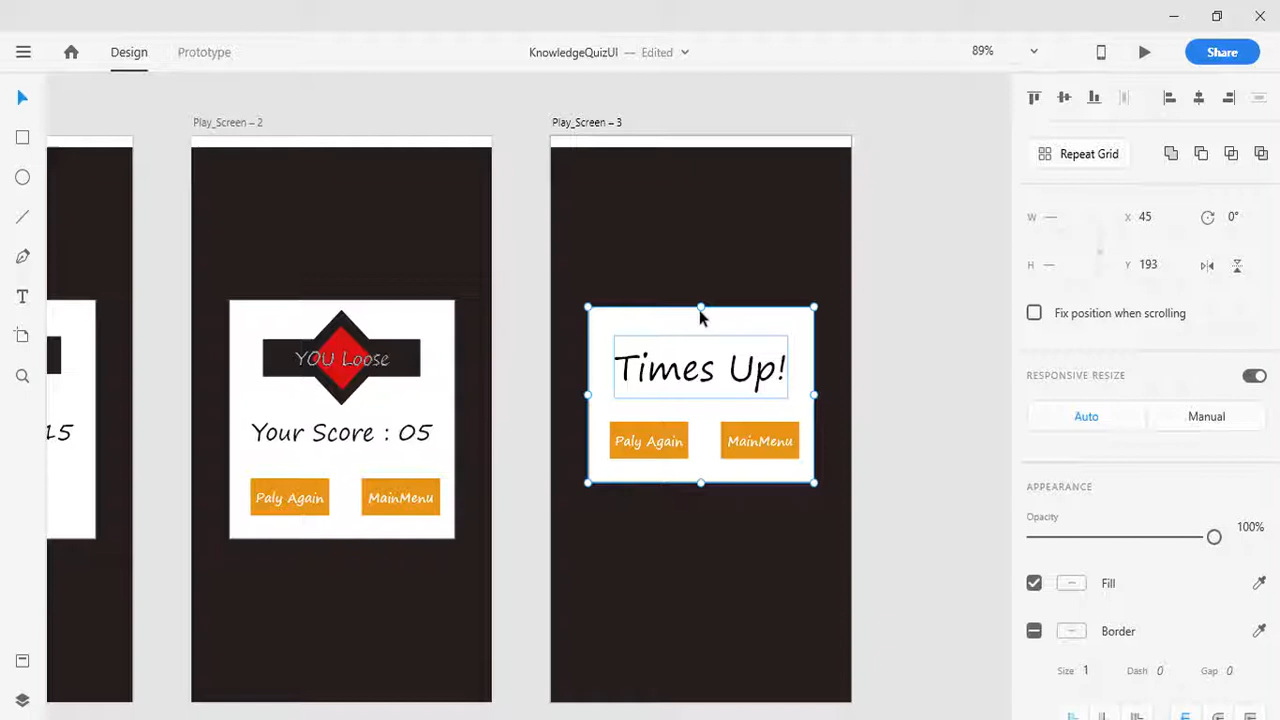 Design Prototype KnowledgeQuizUI — Edited 89% Share
Play_Screen – 2 Play_Screen – 3
Repeat Grid
W — X 45 0°
H — Y 193
Fix position when scrolling
RESPONSIVE RESIZE
Auto Manual
APPEARANCE
Opacity
100%
Fill
Border
Size 1 Dash 0 Gap 0
15
YOU Loose
Your Score : 05
Paly Again MainMenu
Times Up!
Paly Again MainMenu